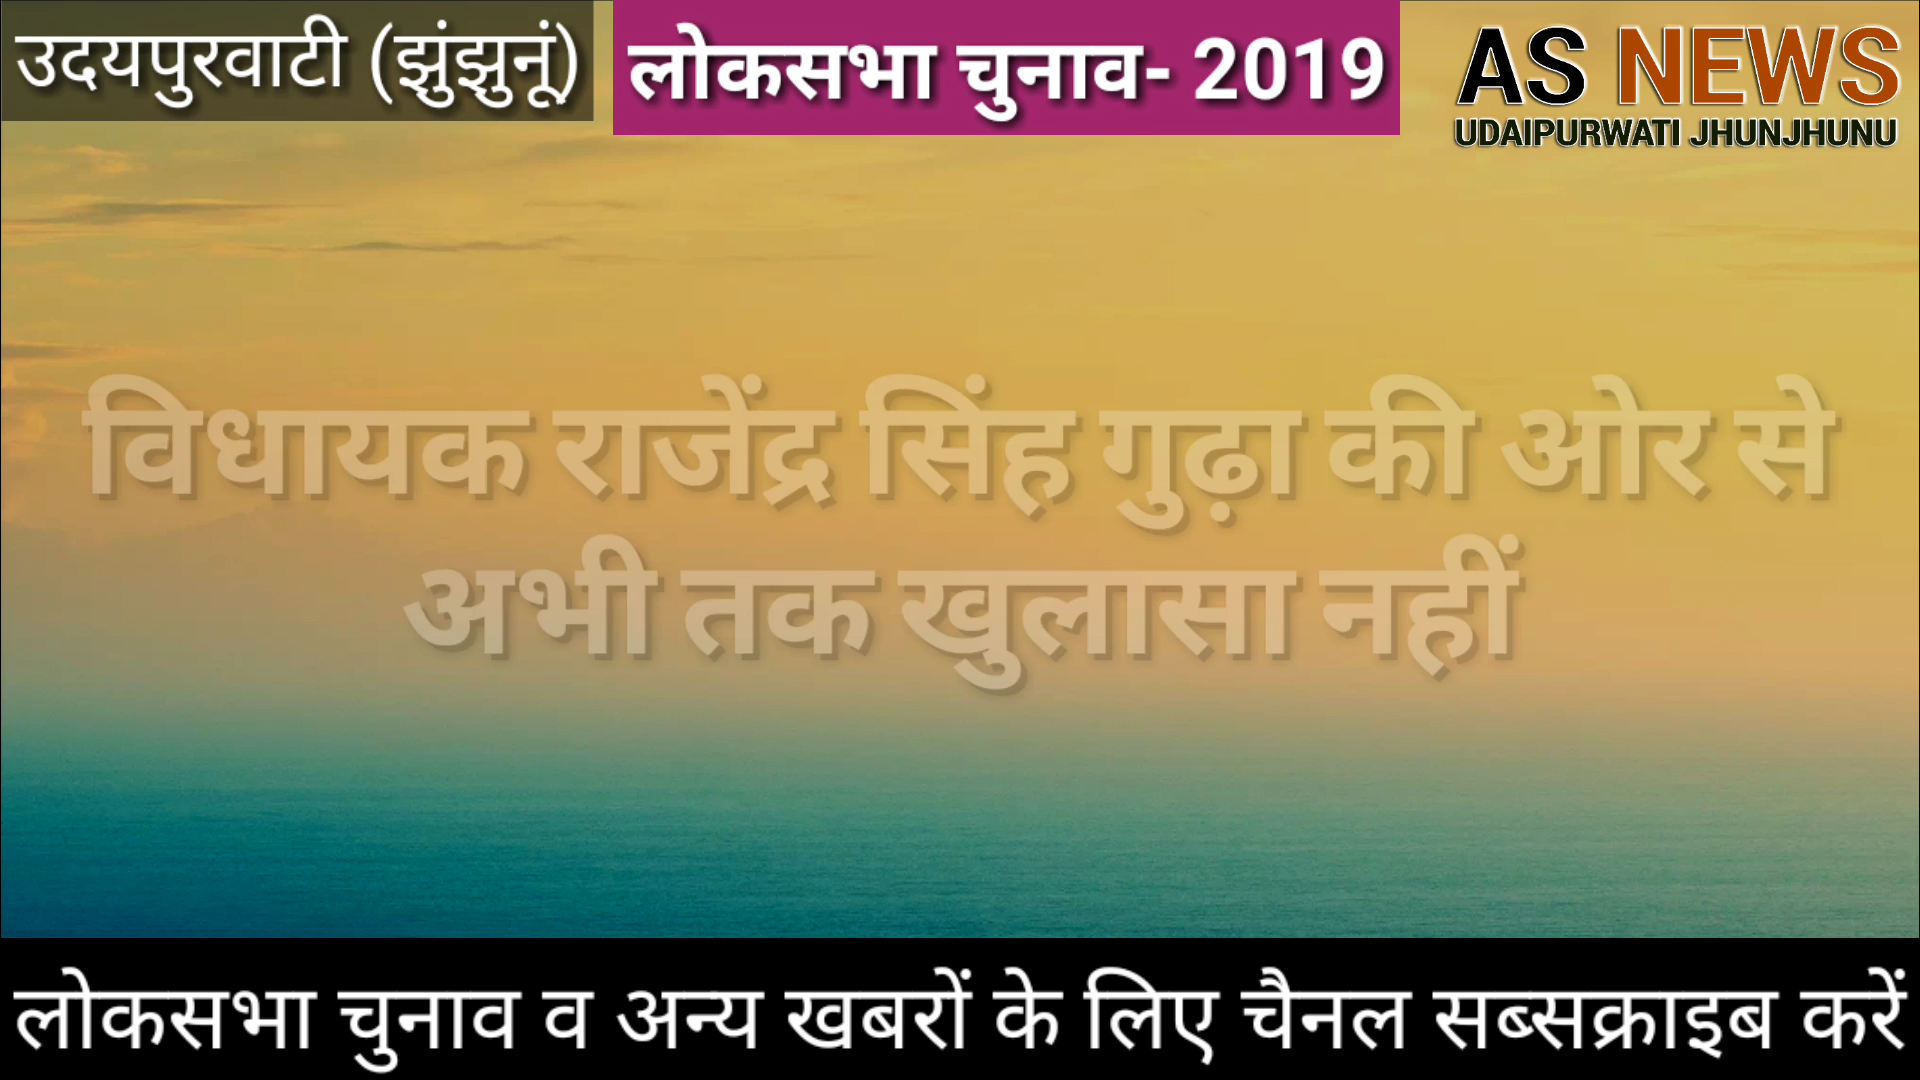 उदयपुरवाटी (झुंझुनूं)
लोकसभा चुनाव- 2019
AS NEWS
UDAIPURWATI JHUNJHUNU
विधायक राजेंद्र सिंह गुढ़ा की ओर से
अभी तक खुलासा नहीं
लोकसभा चुनाव व अन्य खबरों के लिए चैनल सब्सक्राइब करें